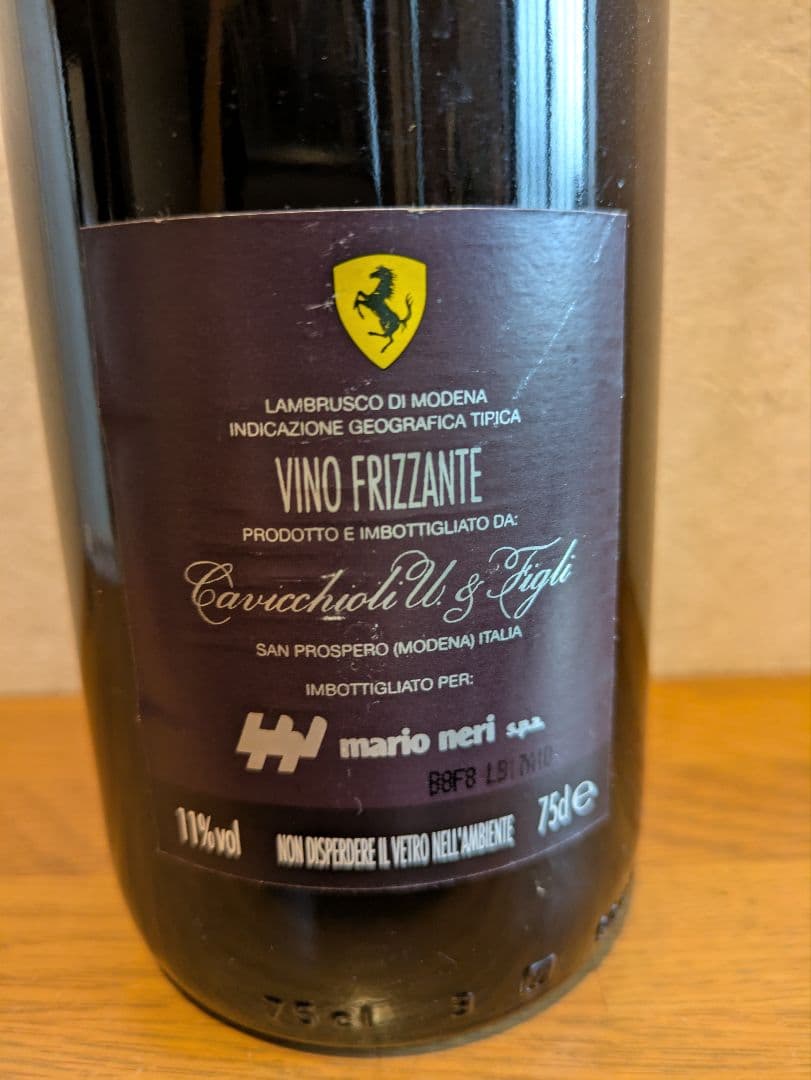 LAMBRUSCO DI MODENA
INDICAZIONE GEOGRAFICA TIPICA
VINO FRIZZANTE
PRODOTTO E IMBOTTIGLIATO DA:
Cavicchioli U. & Figli
SAN PROSPERO (MODENA) ITALIA
IMBOTTIGLIATO PER:
mario neri s.p.a.
B8F8
11%vol
NON DISPERDERE IL VETRO NELL'AMBIENTE
75cl e
75cl